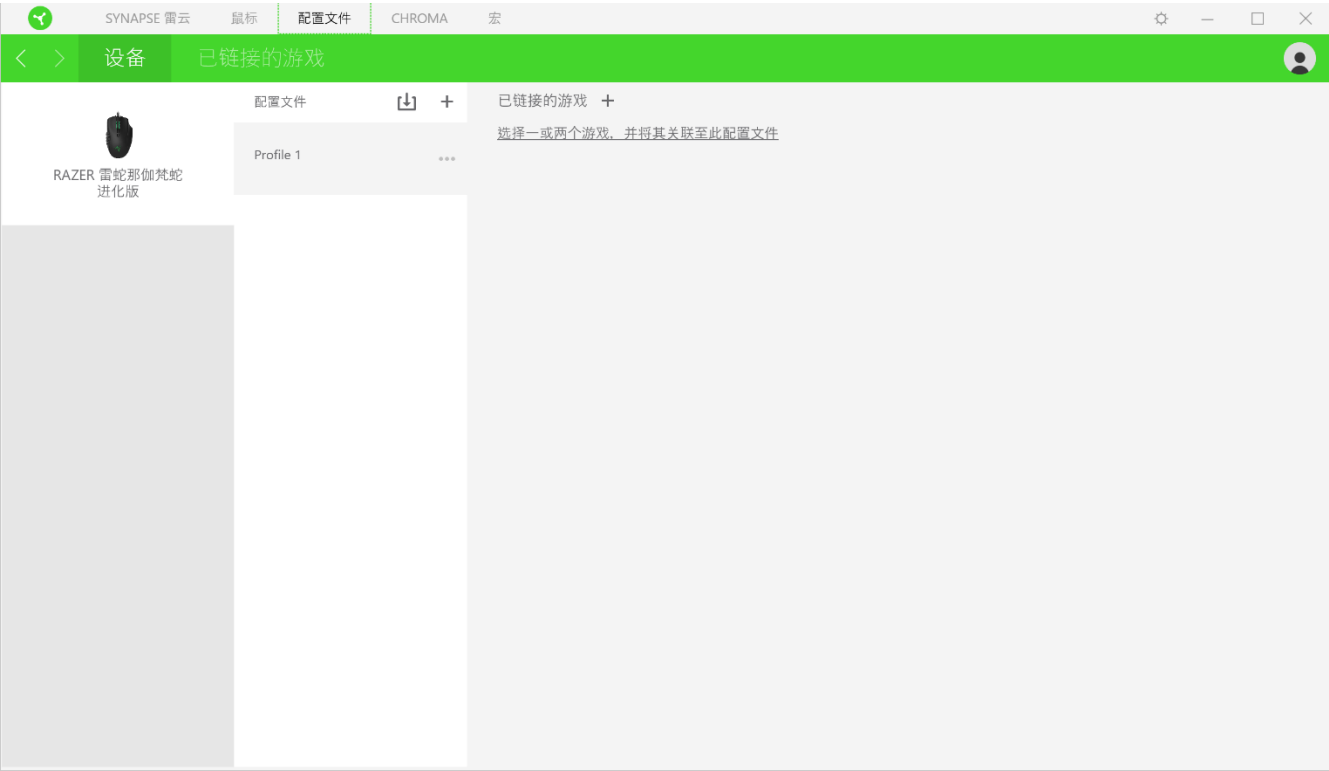 SYNAPSE 雷云 鼠标 配置文件 CHROMA 宏
设备 已链接的游戏
RAZER 雷蛇那伽梵蛇
进化版
配置文件
Profile 1
已链接的游戏
选择一或两个游戏，并将其关联至此配置文件